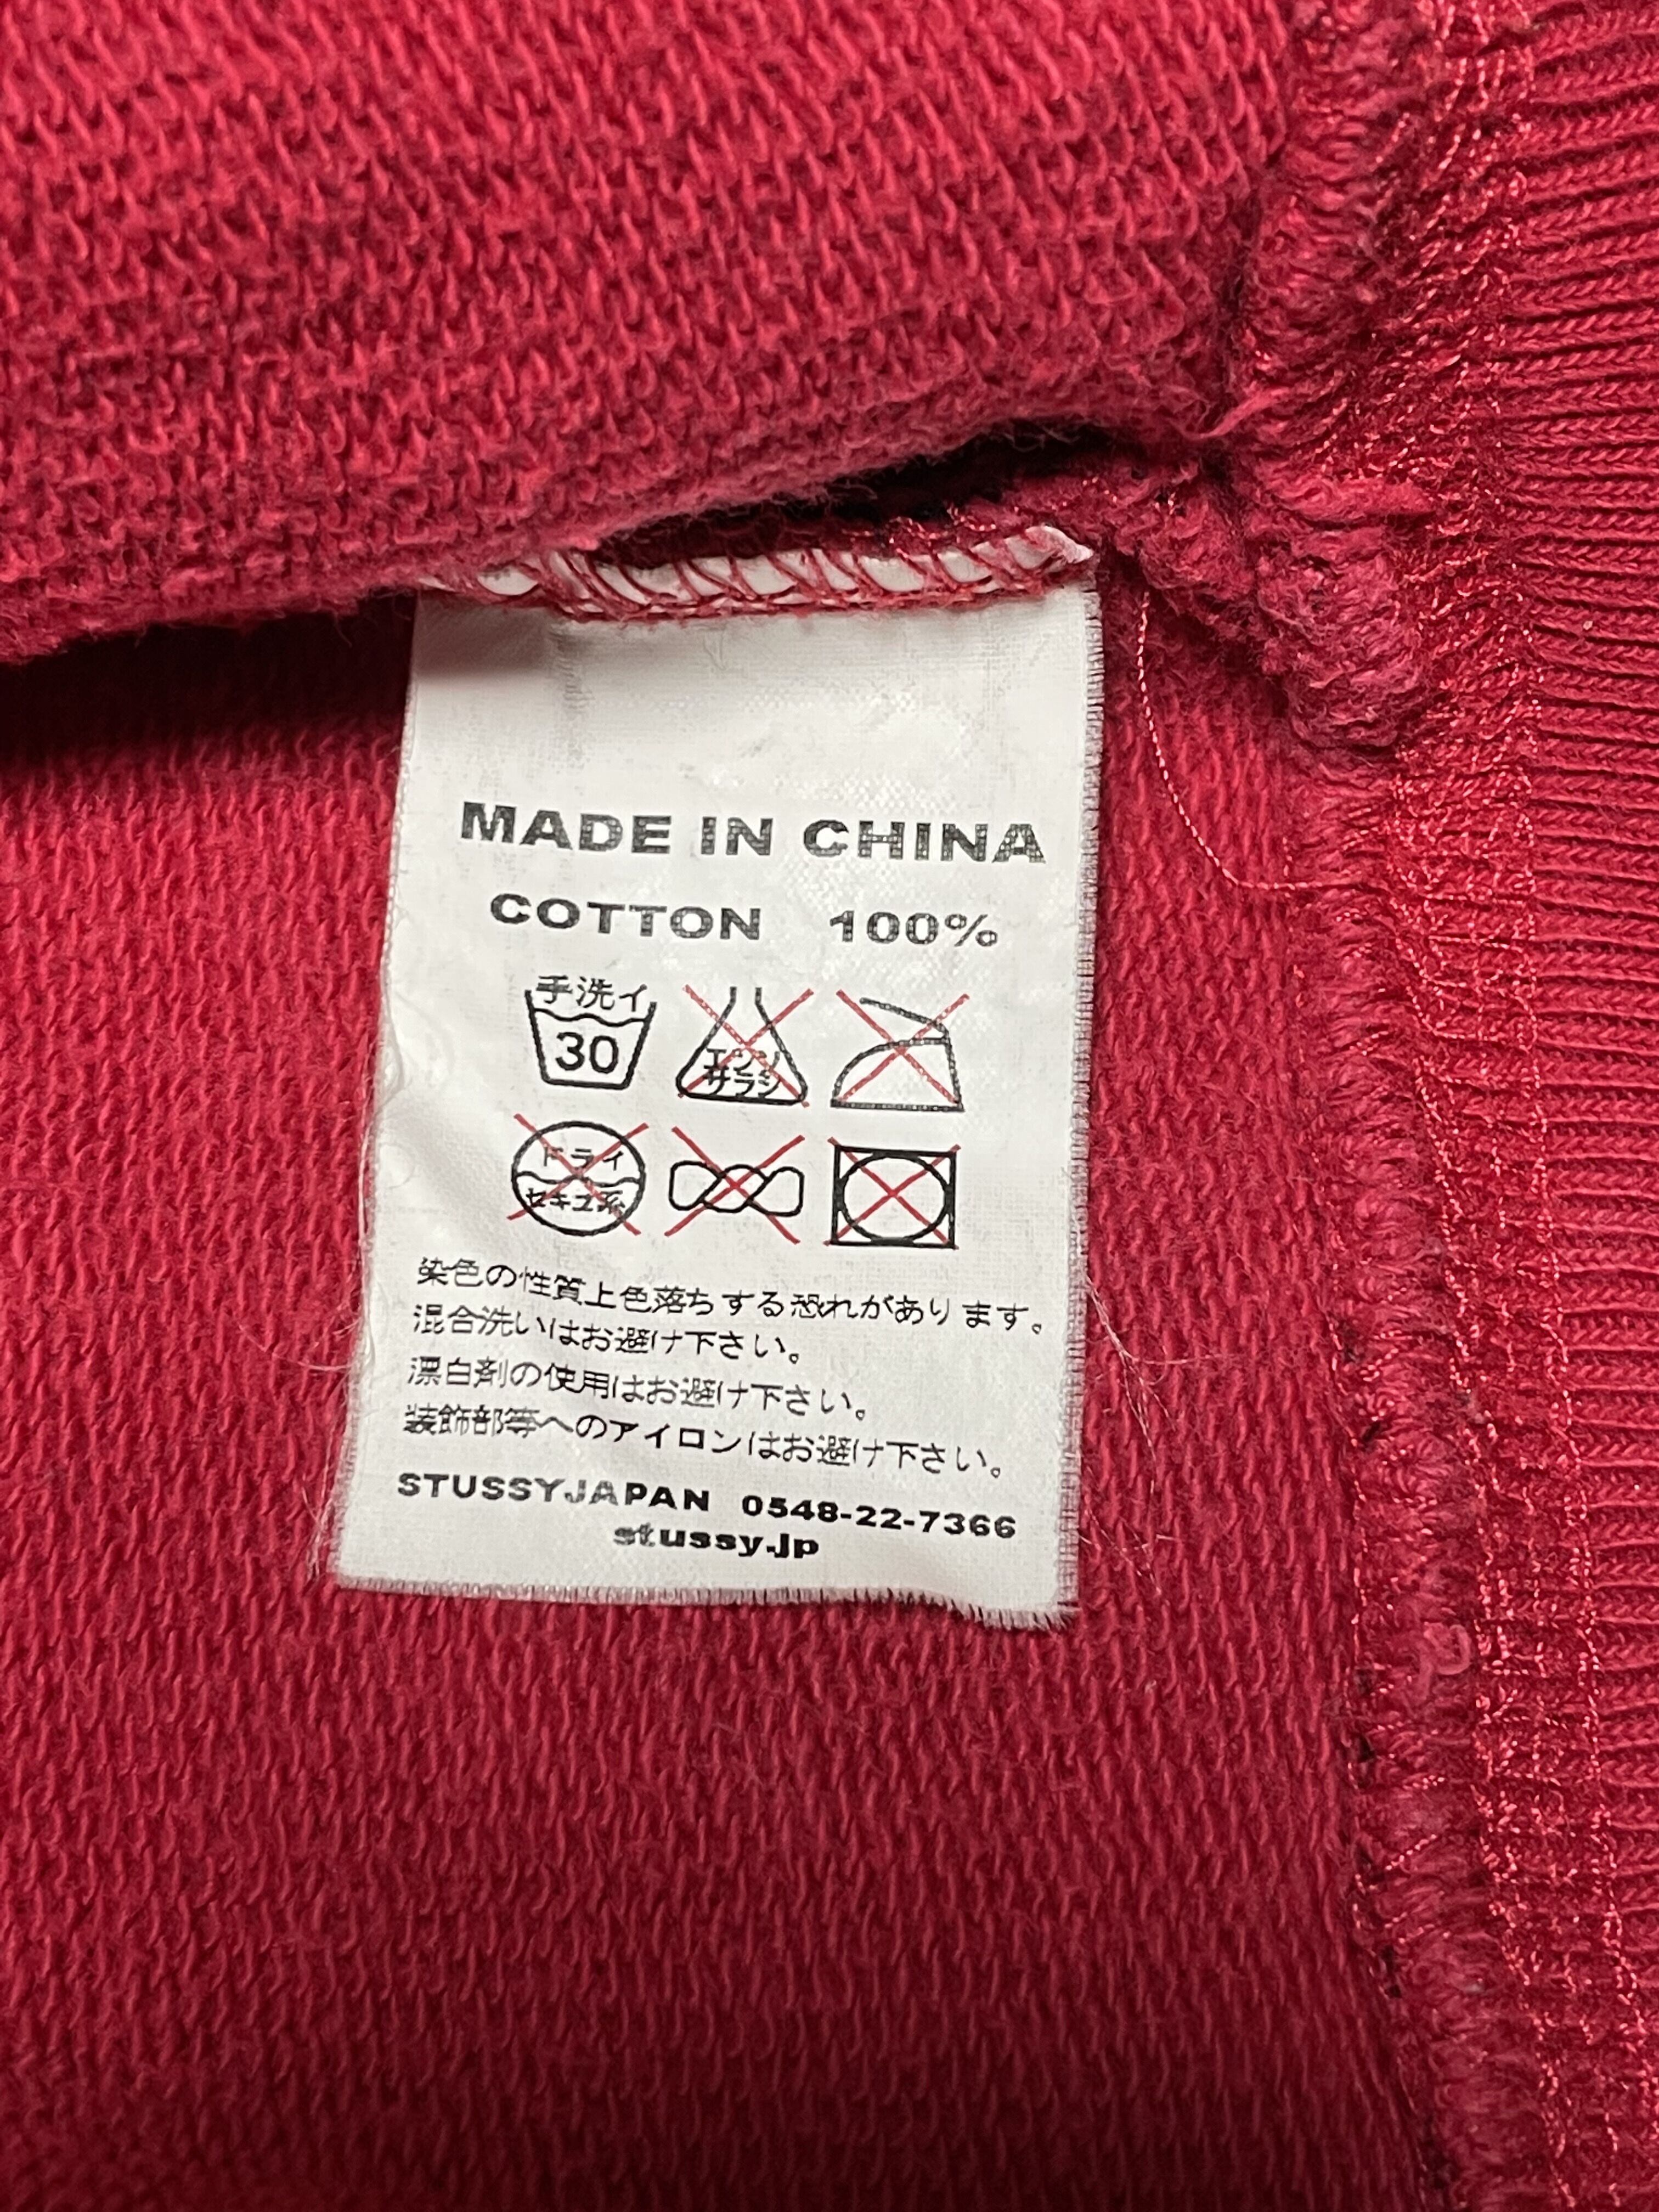 MADE IN CHINA
COTTON 100%
手洗イ
30
エンソ
サラシ
ドライ
セキユ系
染色の性質上色落ちする恐れがあります。
混合洗いはお避け下さい。
漂白剤の使用はお避け下さい。
装飾部等へのアイロンはお避け下さい。
STUSSYJAPAN 0548-22-7366
stussy.jp